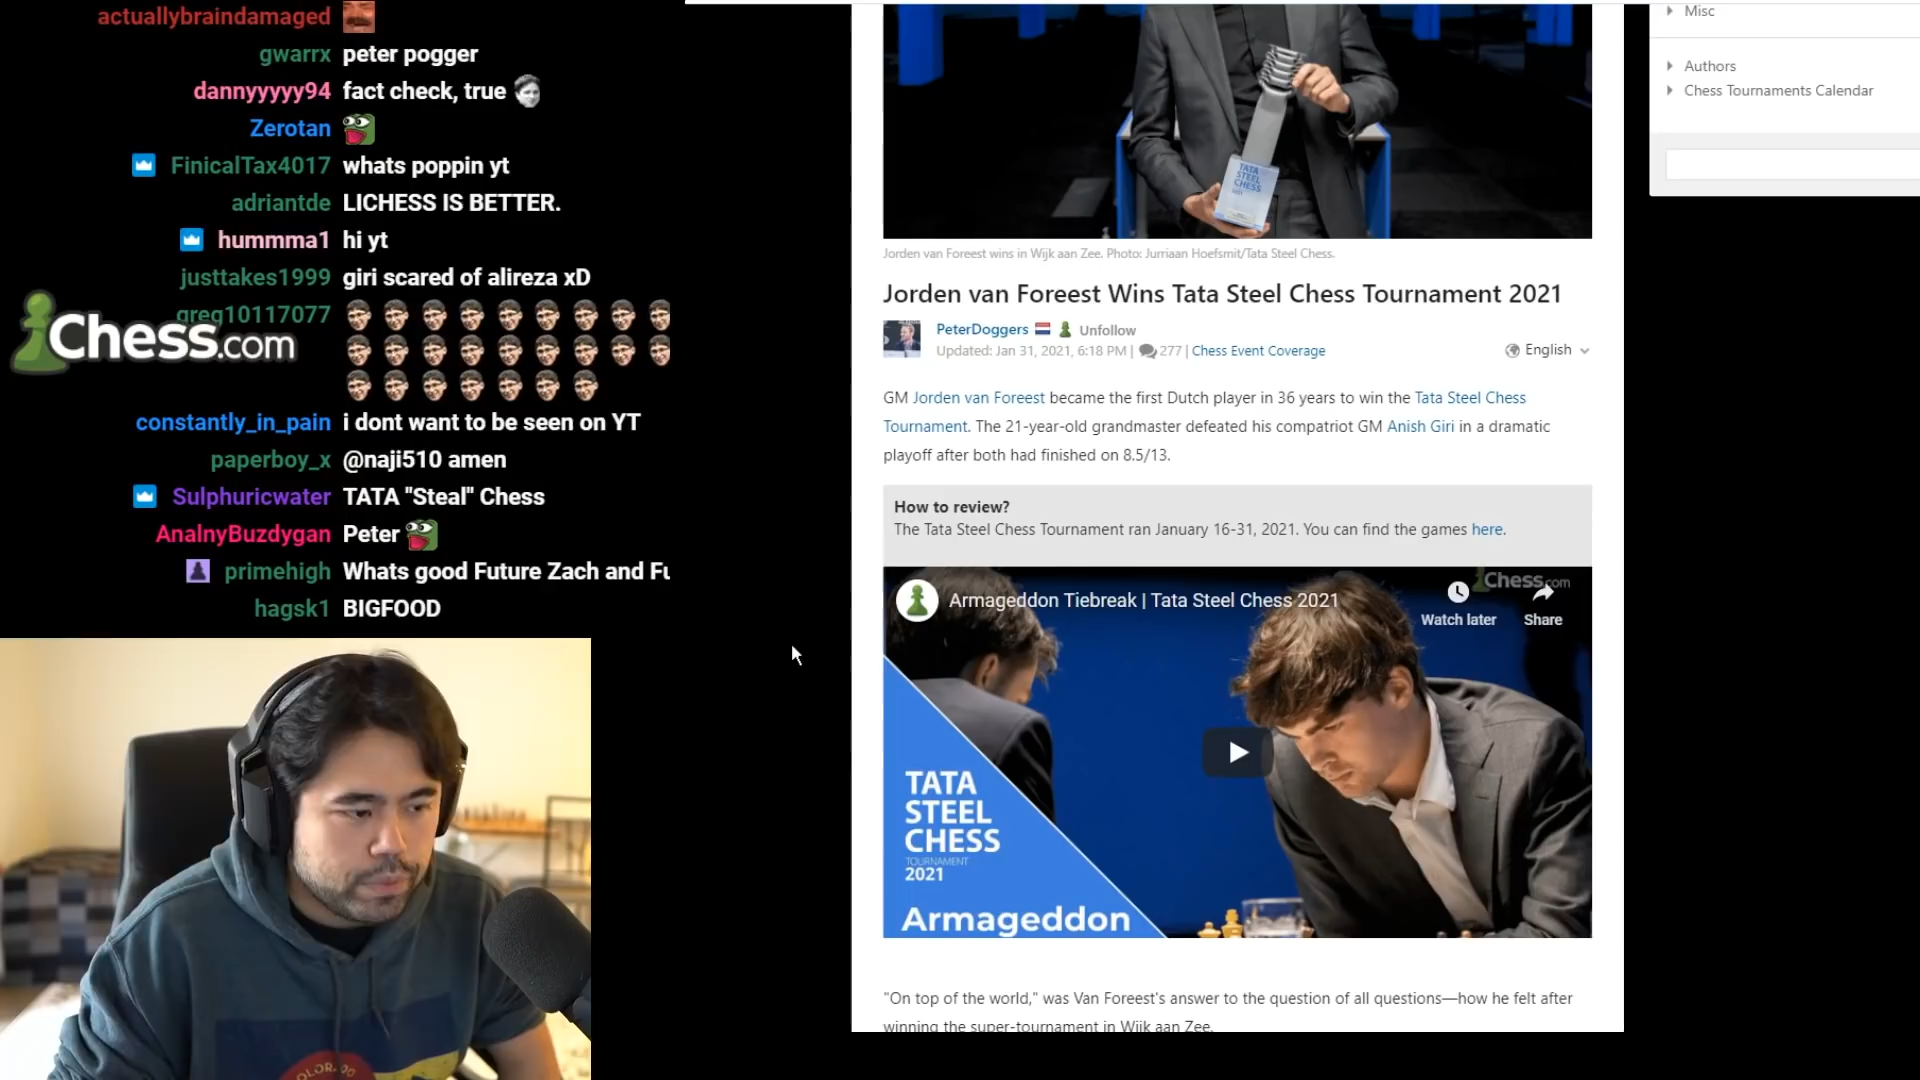 actuallybraindamaged
gwarrx peter pogger
dannyyyyy94 fact check, true
Zerotan
FinicalTax4017 whats poppin yt
adriantde LICHESS IS BETTER.
hummma1 hi yt
justtakes1999 giri scared of alireza xD
greg10117077
Chess.com
constantly_in_pain i dont want to be seen on YT
paperboy_x @naji510 amen
Sulphuricwater TATA "Steal" Chess
AnalnyBuzdygan Peter
primehigh Whats good Future Zach and Fu
hagsk1 BIGFOOD
TATA
STEEL
CHESS
2021
Jorden van Foreest wins in Wijk aan Zee. Photo: Jurriaan Hoefsmit/Tata Steel Chess.
Jorden van Foreest Wins Tata Steel Chess Tournament 2021
PeterDoggers Unfollow
Updated: Jan 31, 2021, 6:18 PM | 277 | Chess Event Coverage
English
GM Jorden van Foreest became the first Dutch player in 36 years to win the Tata Steel Chess
Tournament. The 21-year-old grandmaster defeated his compatriot GM Anish Giri in a dramatic
playoff after both had finished on 8.5/13.
How to review?
The Tata Steel Chess Tournament ran January 16-31, 2021. You can find the games here.
Chess.com
Armageddon Tiebreak | Tata Steel Chess 2021
Watch later Share
TATA
STEEL
CHESS
TOURNAMENT
2021
Armageddon
"On top of the world," was Van Foreest's answer to the question of all questions—how he felt after
winning the super-tournament in Wijk aan Zee.
Misc
Authors
Chess Tournaments Calendar